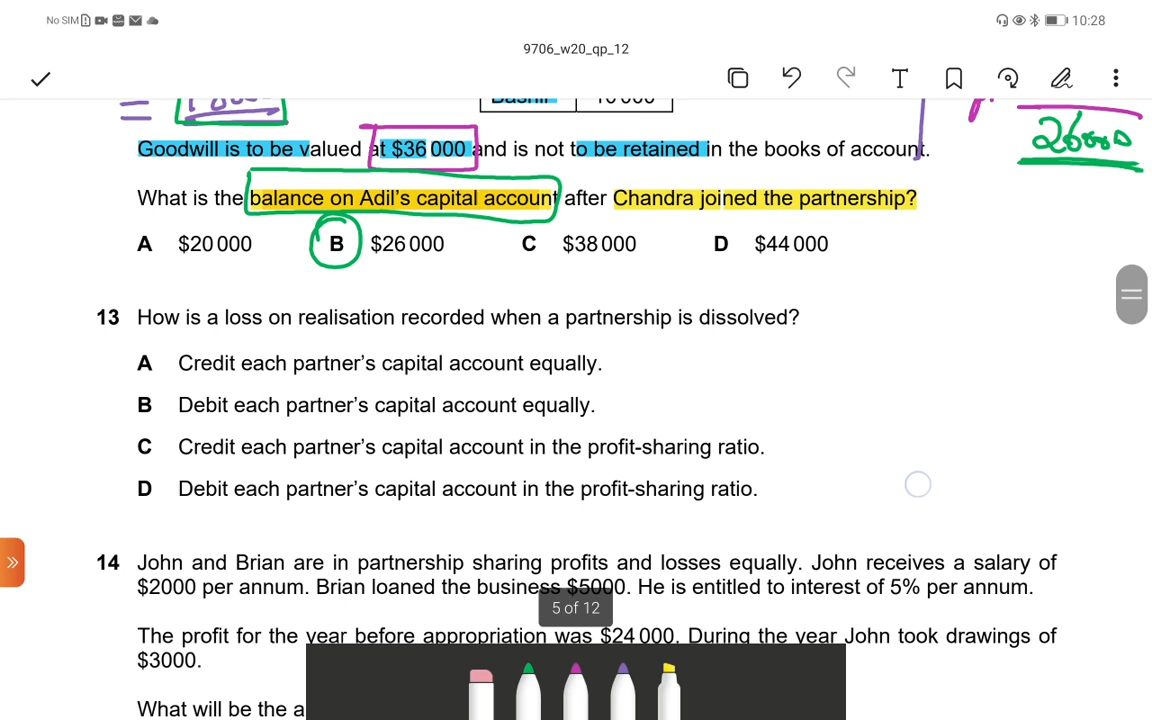 No SIM 10:28
9706_w20_qp_12
T
18000
Bashir 10 000
26000
Goodwill is to be valued at $36 000 and is not to be retained in the books of account.
What is the balance on Adil's capital account after Chandra joined the partnership?
A $20 000 B $26 000 C $38 000 D $44 000
13 How is a loss on realisation recorded when a partnership is dissolved?
A Credit each partner's capital account equally.
B Debit each partner's capital account equally.
C Credit each partner's capital account in the profit-sharing ratio.
D Debit each partner's capital account in the profit-sharing ratio.
14 John and Brian are in partnership sharing profits and losses equally. John receives a salary of
$2000 per annum. Brian loaned the business $5000. He is entitled to interest of 5% per annum.
5 of 12
The profit for the year before appropriation was $24 000. During the year John took drawings of
$3000.
What will be the a